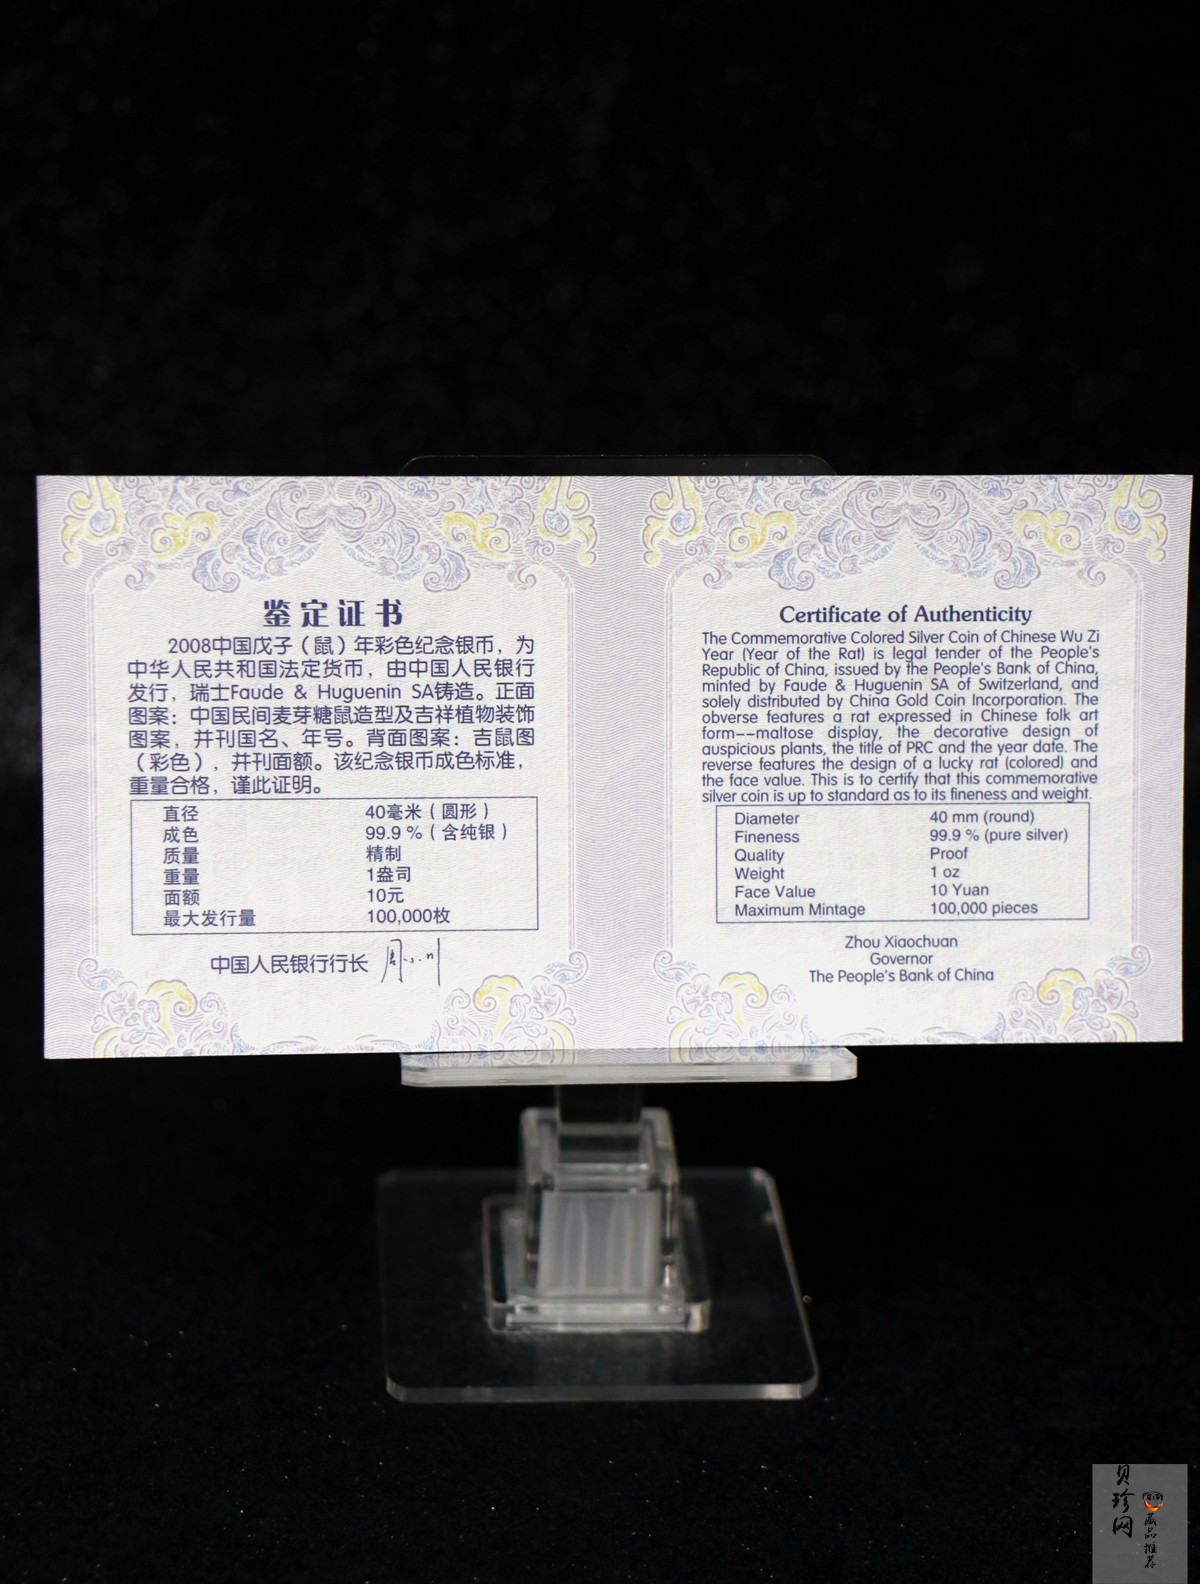 鉴定证书
2008中国戊子（鼠）年彩色纪念银币，为
中华人民共和国法定货币，由中国人民银行
发行，瑞士Faude & Huguenin SA铸造。正面
图案：中国民间麦芽糖鼠造型及吉祥植物装饰
图案，并刊国名、年号。背面图案：吉鼠图
（彩色），并刊面额。该纪念银币成色标准，
重量合格，谨此证明。
直径 40毫米（圆形）
成色 99.9 %（含纯银）
质量 精制
重量 1盎司
面额 10元
最大发行量 100,000枚
中国人民银行行长 周小川
Certificate of Authenticity
The Commemorative Colored Silver Coin of Chinese Wu Zi
Year (Year of the Rat) is legal tender of the People's
Republic of China, issued by the People's Bank of China,
minted by Faude & Huguenin SA of Switzerland, and
solely distributed by China Gold Coin Incorporation. The
obverse features a rat expressed in Chinese folk art
form--maltose display, the decorative design of
auspicious plants, the title of PRC and the year date. The
reverse features the design of a lucky rat (colored) and
the face value. This is to certify that this commemorative
silver coin is up to standard as to its fineness and weight.
Diameter 40 mm (round)
Fineness 99.9 % (pure silver)
Quality Proof
Weight 1 oz
Face Value 10 Yuan
Maximum Mintage 100,000 pieces
Zhou Xiaochuan
Governor
The People's Bank of China
贝珍网
藏品推荐